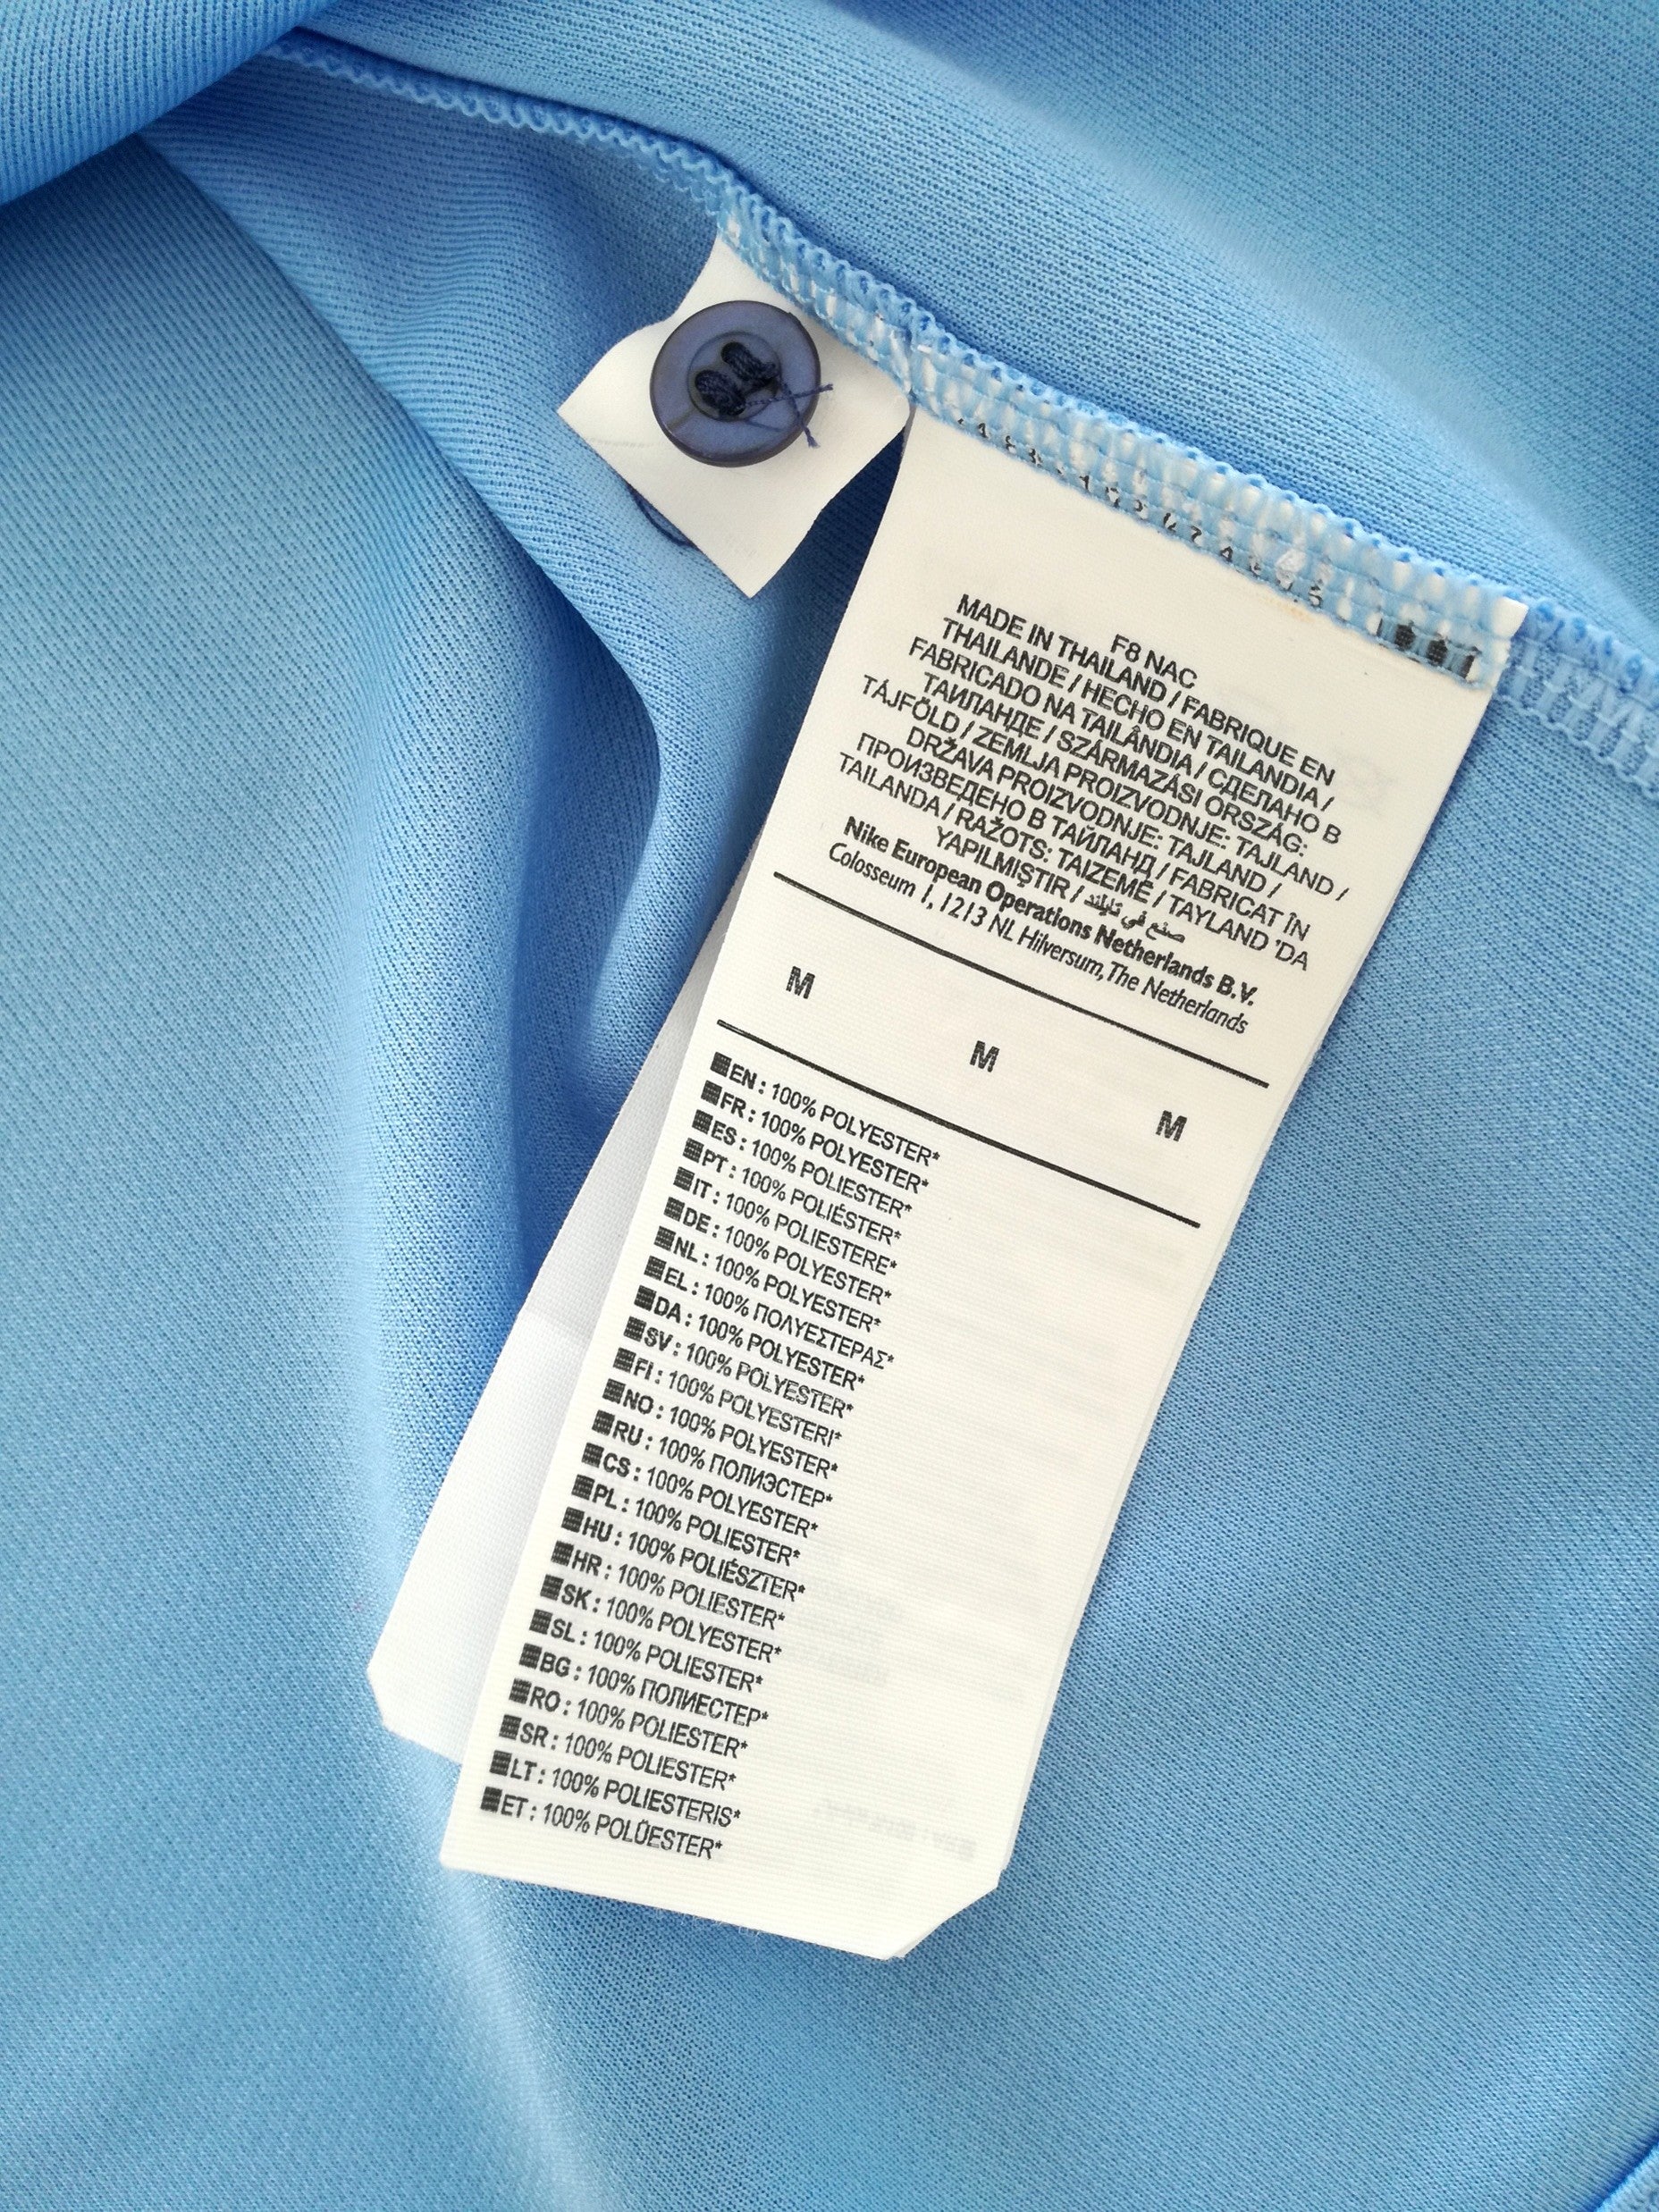 F8 NAC
MADE IN THAILAND / FABRIQUE EN
THAILANDE / HECHO EN TAILANDIA /
FABRICADO NA TAILÂNDIA / СДЕЛАНО В
ТАИЛАНДЕ / SZÁRMAZÁSI ORSZÁG:
TÁJFÖLD / ZEMLJA PROIZVODNJE: TAJLAND /
DRŽAVA PROIZVODNJE: TAJLAND /
ПРОИЗВЕДЕНО В ТАЙЛАНД / FABRICAT ÎN
TAILANDA / RAŽOTS: TAIZEMĒ / TAYLAND 'DA
YAPILMIŞTIR / صنع في تايلند
Nike European Operations Netherlands B.V.
Colosseum 1, 1213 NL Hilversum, The Netherlands
M M M
EN : 100% POLYESTER*
FR : 100% POLYESTER*
ES : 100% POLIESTER*
PT : 100% POLIÉSTER*
IT : 100% POLIESTERE*
DE : 100% POLYESTER*
NL : 100% POLYESTER*
EL : 100% ΠΟΛΥΕΣΤΕΡΑΣ*
DA : 100% POLYESTER*
SV : 100% POLYESTER*
FI : 100% POLYESTERI*
NO : 100% POLYESTER*
RU : 100% ПОЛИЭСТЕР*
CS : 100% POLYESTER*
PL : 100% POLIESTER*
HU : 100% POLIÉSZTER*
HR : 100% POLIESTER*
SK : 100% POLYESTER*
SL : 100% POLIESTER*
BG : 100% ПОЛИЕСТЕР*
RO : 100% POLIESTER*
SR : 100% POLIESTER*
LT : 100% POLIESTERIS*
ET : 100% POLÜESTER*